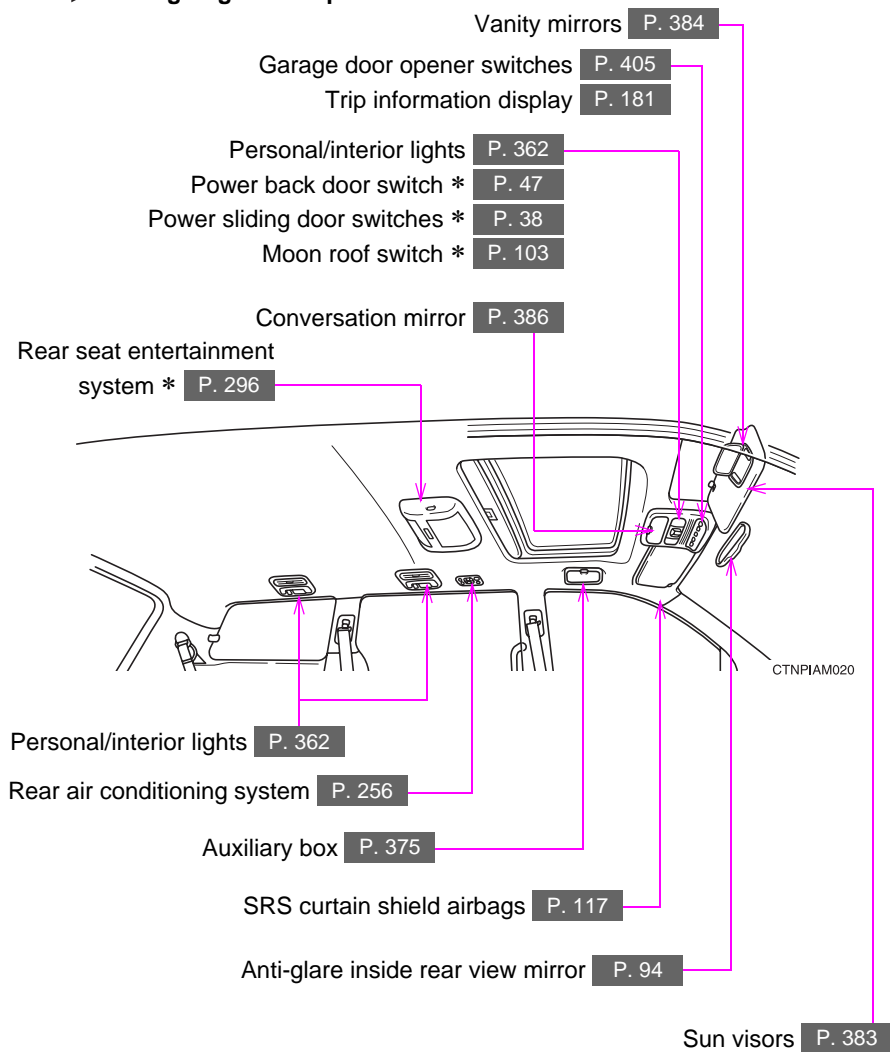 Vanity mirrors P. 384
Garage door opener switches P. 405
Trip information display P. 181
Personal/interior lights P. 362
Power back door switch * P. 47
Power sliding door switches * P. 38
Moon roof switch * P. 103
Conversation mirror P. 386
Rear seat entertainment
system * P. 296
CTNPIAM020
Personal/interior lights P. 362
Rear air conditioning system P. 256
Auxiliary box P. 375
SRS curtain shield airbags P. 117
Anti-glare inside rear view mirror P. 94
Sun visors P. 383